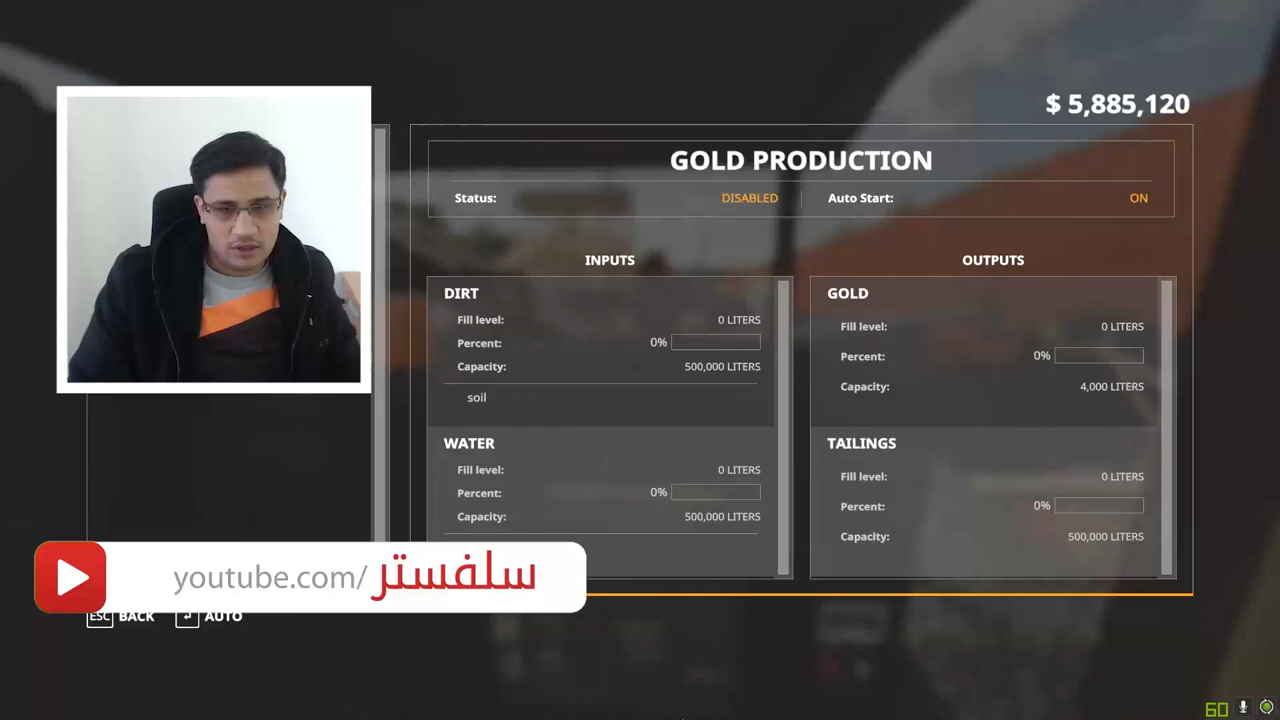 $ 5,885,120
GOLD PRODUCTION
Status: DISABLED Auto Start: ON
INPUTS
DIRT
Fill level: 0 LITERS
Percent: 0%
Capacity: 500,000 LITERS
soil
WATER
Fill level: 0 LITERS
Percent: 0%
Capacity: 500,000 LITERS
OUTPUTS
GOLD
Fill level: 0 LITERS
Percent: 0%
Capacity: 4,000 LITERS
TAILINGS
Fill level: 0 LITERS
Percent: 0%
Capacity: 500,000 LITERS
youtube.com/سلفستر
ESC BACK AUTO
60